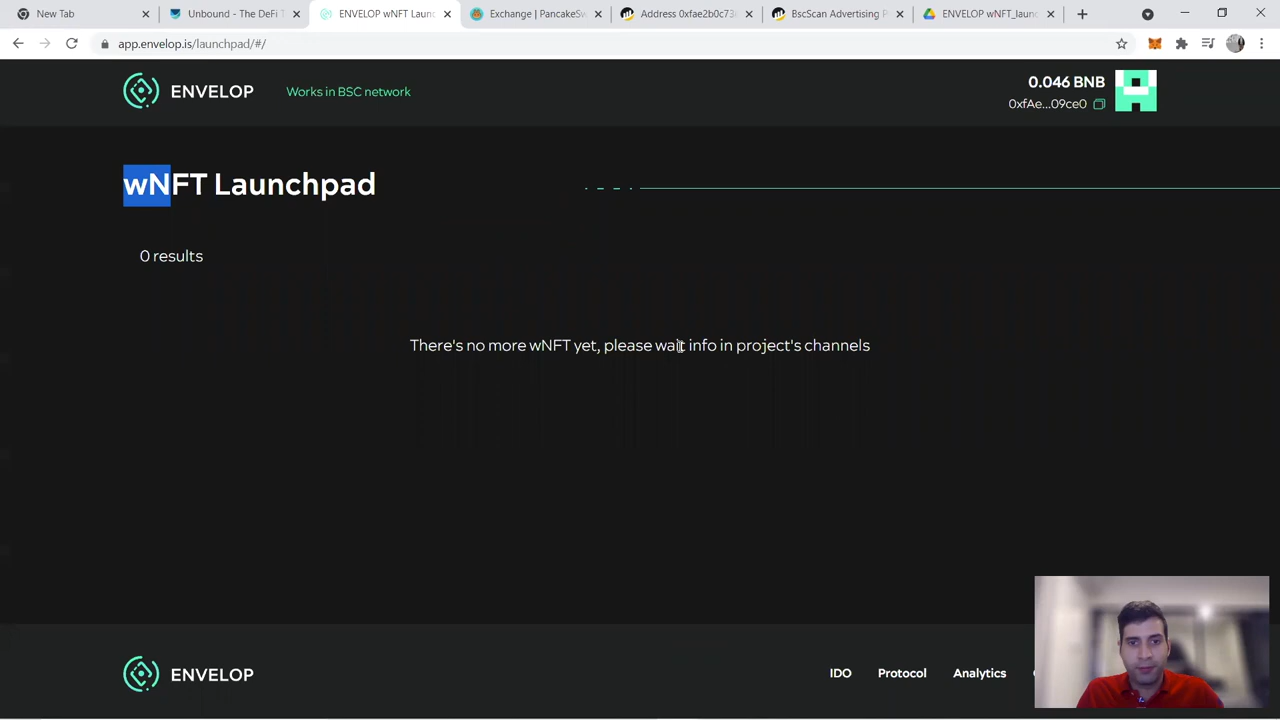 New Tab
Unbound - The DeFi T
ENVELOP wNFT Launc
Exchange | PancakeSw
Address 0xfae2b0c73
BscScan Advertising P
ENVELOP wNFT_launc
app.envelop.is/launchpad/#/
ENVELOP
Works in BSC network
0.046 BNB
0xfAe...09ce0
wNFT Launchpad
0 results
There's no more wNFT yet, please wait info in project's channels
ENVELOP
IDO
Protocol
Analytics